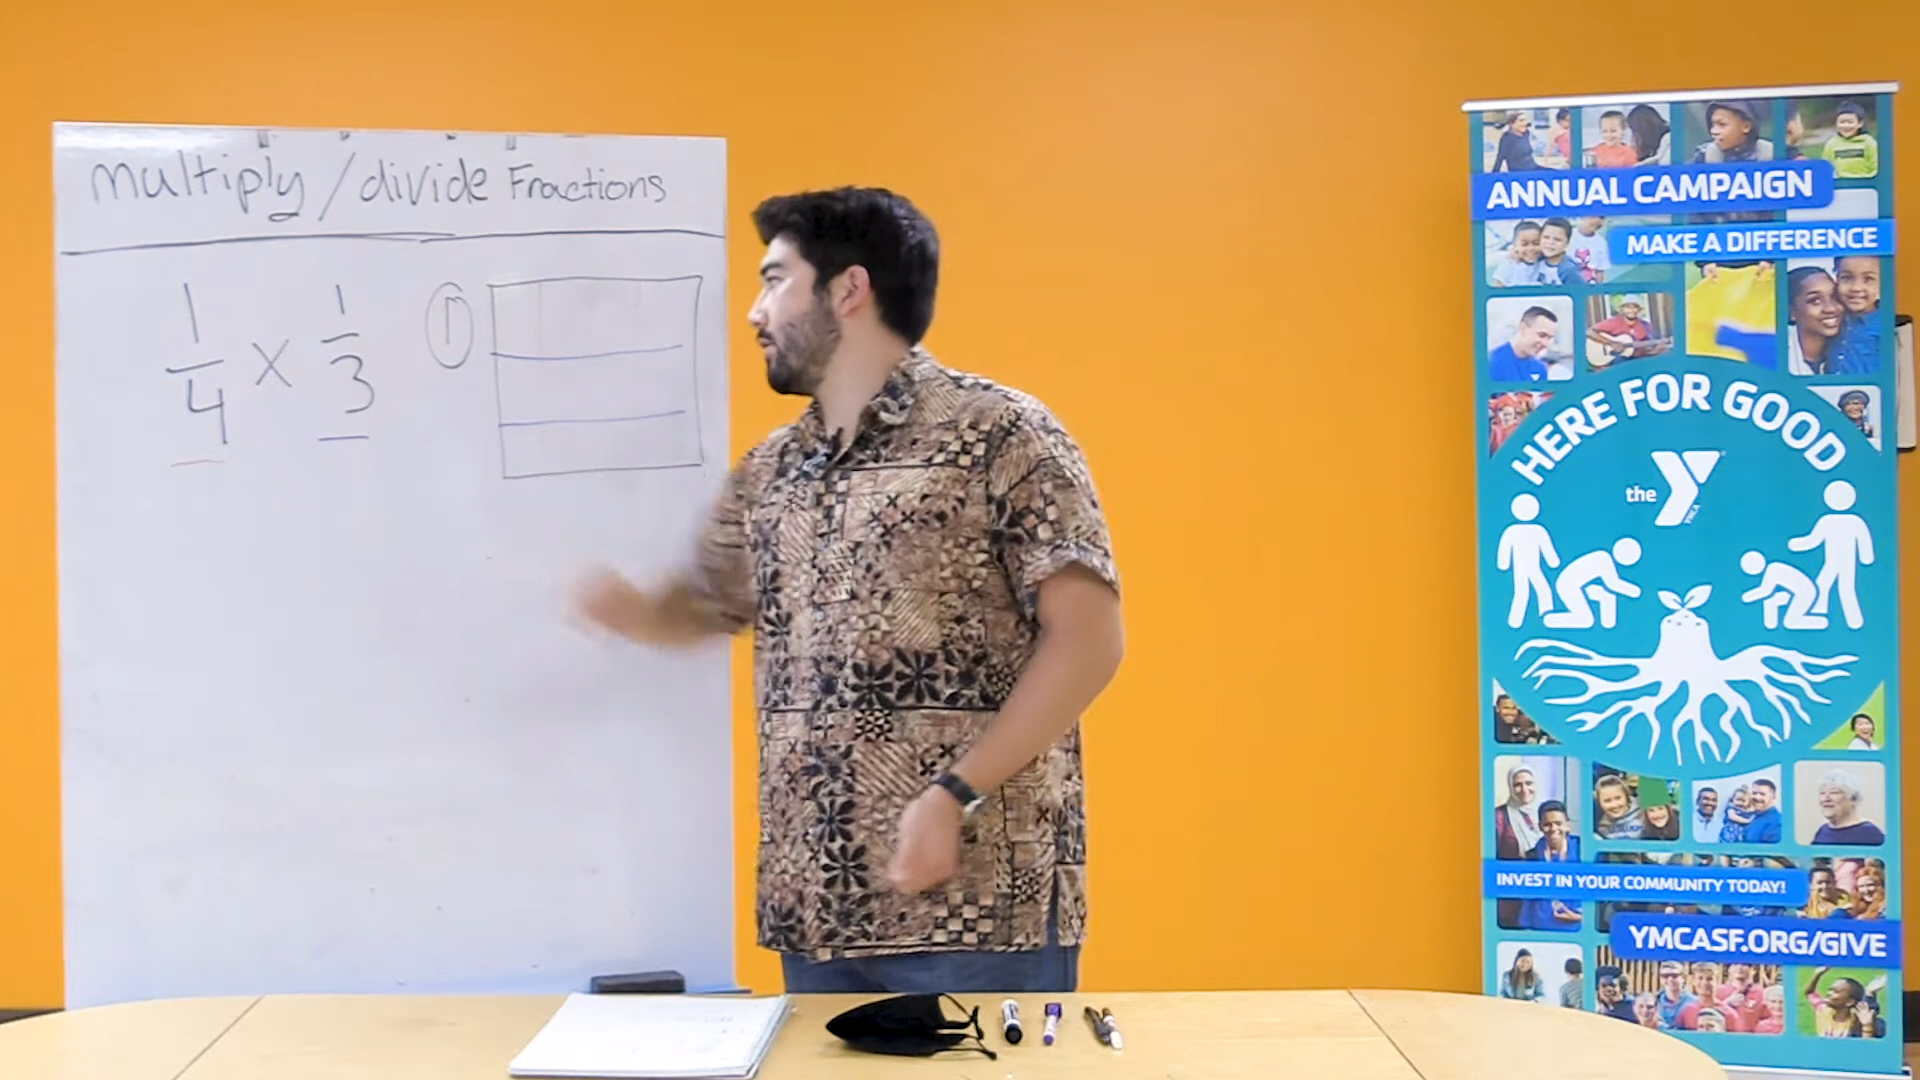 Multiply / divide Fractions
1/4 × 1/3
①
ANNUAL CAMPAIGN
MAKE A DIFFERENCE
HERE FOR GOOD
the Y
YMCA
INVEST IN YOUR COMMUNITY TODAY!
YMCASF.ORG/GIVE